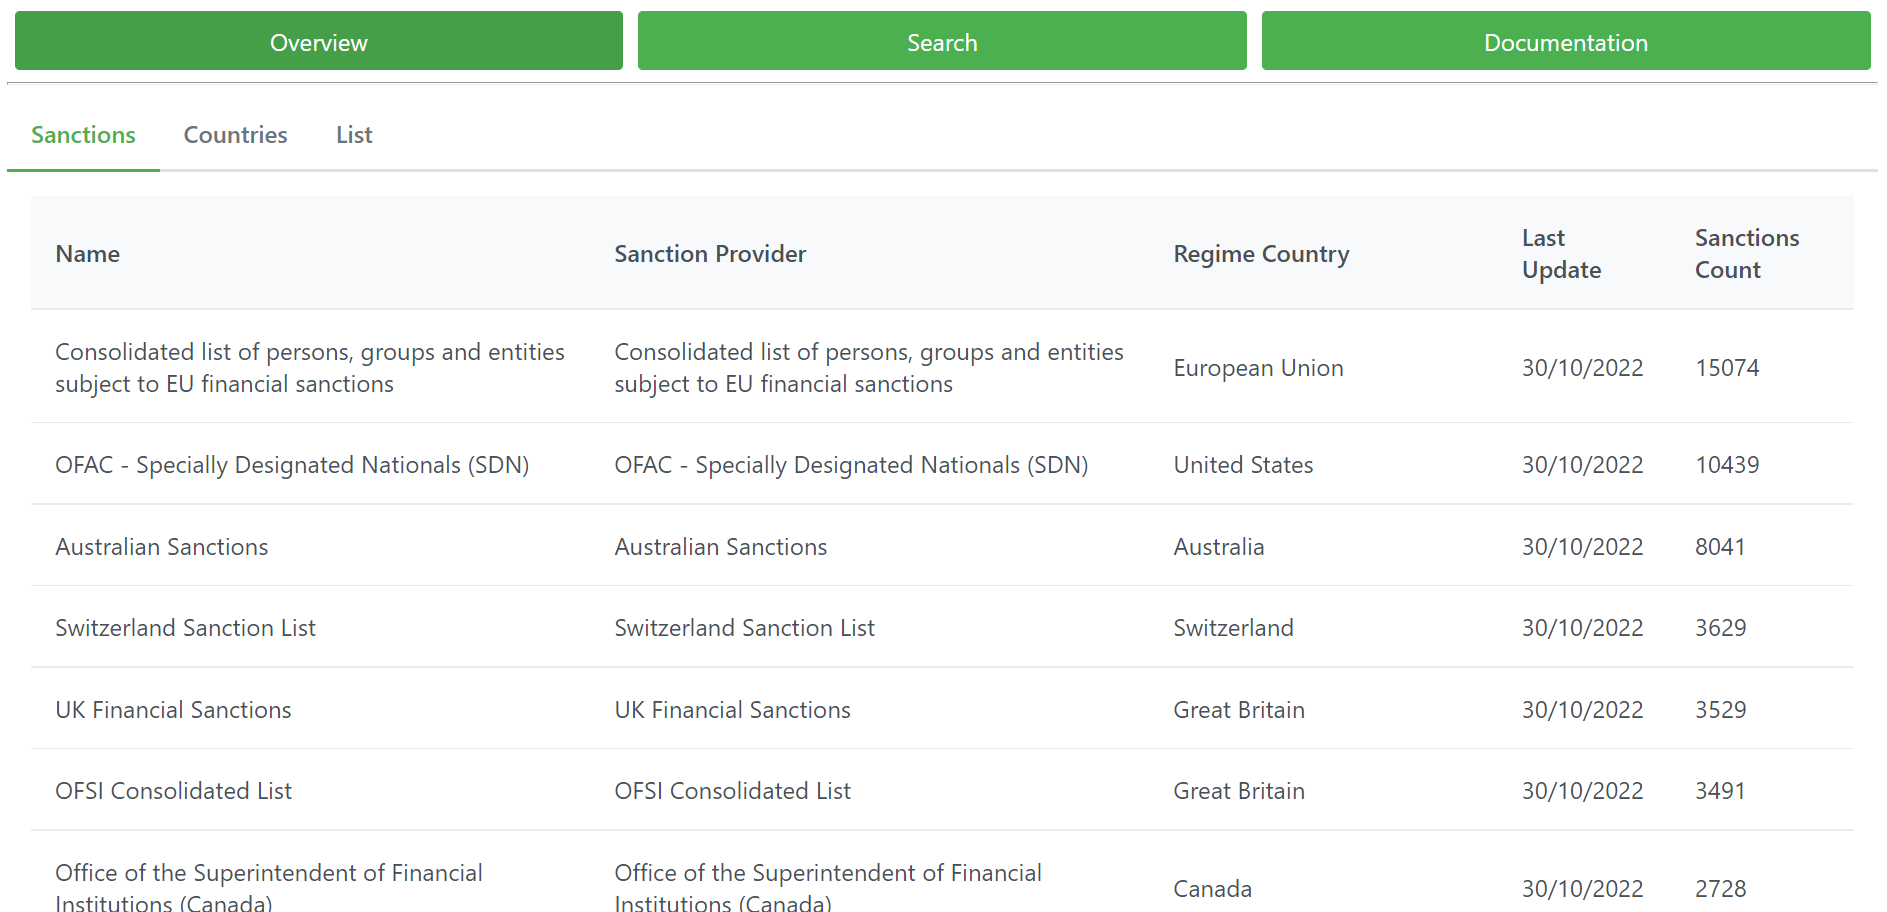 Overview Search Documentation
Sanctions Countries List
Name Sanction Provider Regime Country Last Update Sanctions Count
Consolidated list of persons, groups and entities subject to EU financial sanctions Consolidated list of persons, groups and entities subject to EU financial sanctions European Union 30/10/2022 15074
OFAC - Specially Designated Nationals (SDN) OFAC - Specially Designated Nationals (SDN) United States 30/10/2022 10439
Australian Sanctions Australian Sanctions Australia 30/10/2022 8041
Switzerland Sanction List Switzerland Sanction List Switzerland 30/10/2022 3629
UK Financial Sanctions UK Financial Sanctions Great Britain 30/10/2022 3529
OFSI Consolidated List OFSI Consolidated List Great Britain 30/10/2022 3491
Office of the Superintendent of Financial Institutions (Canada) Office of the Superintendent of Financial Institutions (Canada) Canada 30/10/2022 2728